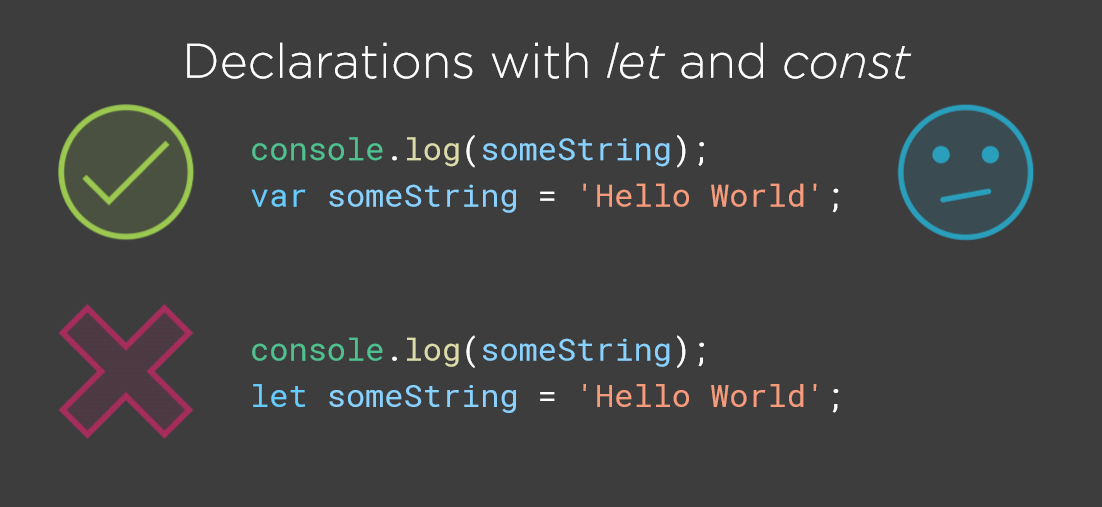 Declarations with let and const
console.log(someString);
var someString = 'Hello World';
console.log(someString);
let someString = 'Hello World';